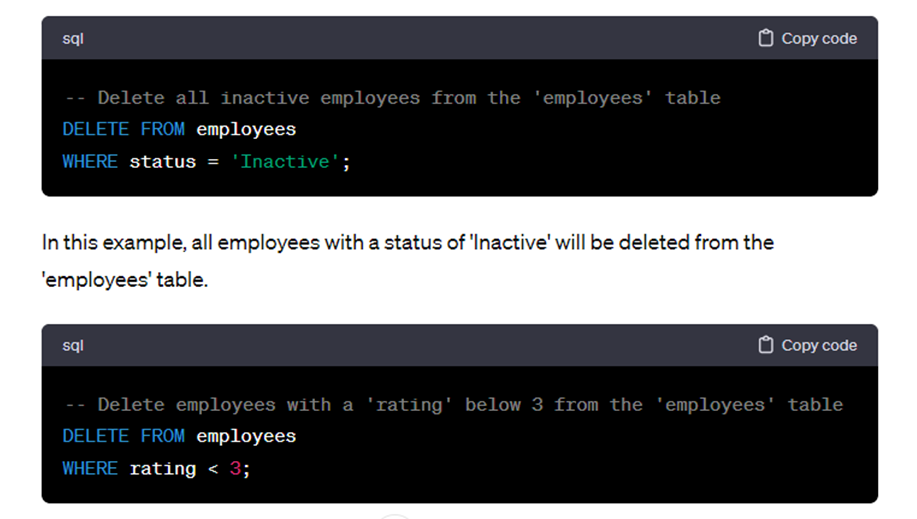 sql Copy code
-- Delete all inactive employees from the 'employees' table
DELETE FROM employees
WHERE status = 'Inactive';
In this example, all employees with a status of 'Inactive' will be deleted from the
'employees' table.
sql Copy code
-- Delete employees with a 'rating' below 3 from the 'employees' table
DELETE FROM employees
WHERE rating < 3;